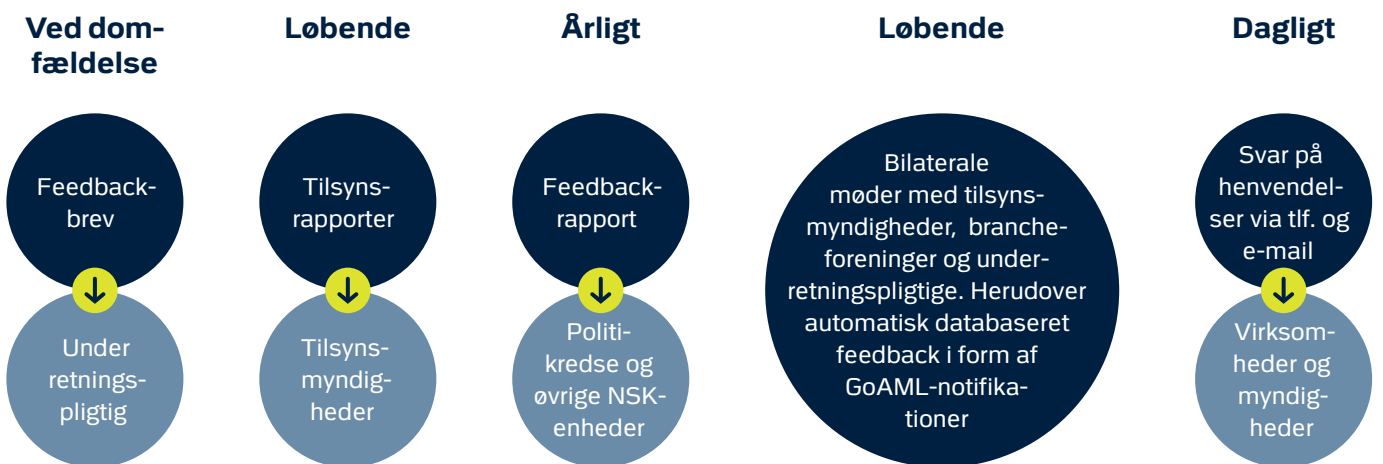 Ved dom-
fældelse
Løbende
Årligt
Løbende
Dagligt
Feedback-
brev
Under
retnings-
pligtig
Tilsyns-
rapporter
Tilsyns-
myndig-
heder
Feedback-
rapport
Politi-
kredse og
øvrige NSK-
enheder
Bilaterale
møder med tilsyns-
myndigheder, branche-
foreninger og under-
retningspligtige. Herudover
automatisk databaseret
feedback i form af
GoAML-notifika-
tioner
Svar på
henvendel-
ser via tlf. og
e-mail
Virksom-
heder og
myndig-
heder